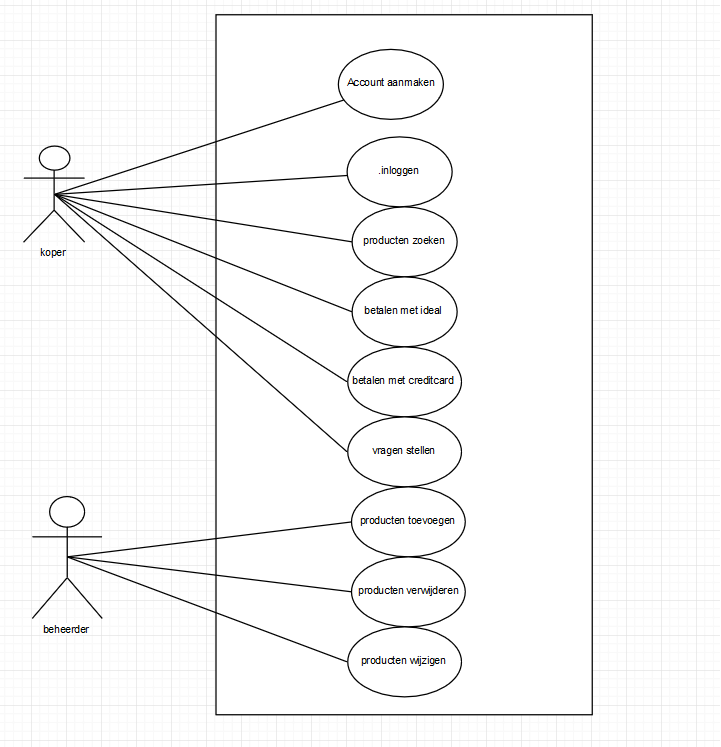 Account aanmaken
.inloggen
producten zoeken
koper
betalen met ideal
betalen met creditcard
vragen stellen
producten toevoegen
producten verwijderen
beheerder
producten wijzigen